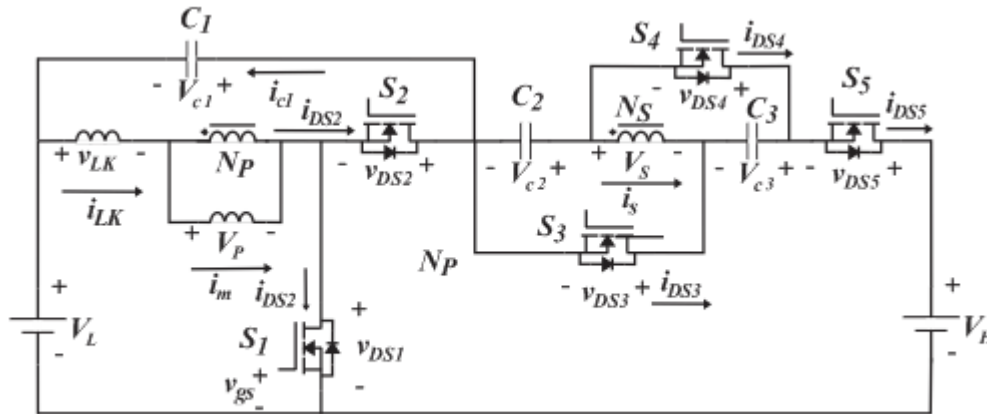 C1
S4
iDS4
- Vc1 +
ic1
iDS2
S2
C2
- vDS4 +
NS
C3
S5
iDS5
+ vLK -
NP
- vDS2 +
- Vc2 +
+ VS -
- Vc3 +
- vDS5 +
iLK
is
+ VP -
S3
NP
im
iDS2
- vDS3 +
iDS3
+
VL
-
S1
+
vDS1
-
vgs
+
-
+
-